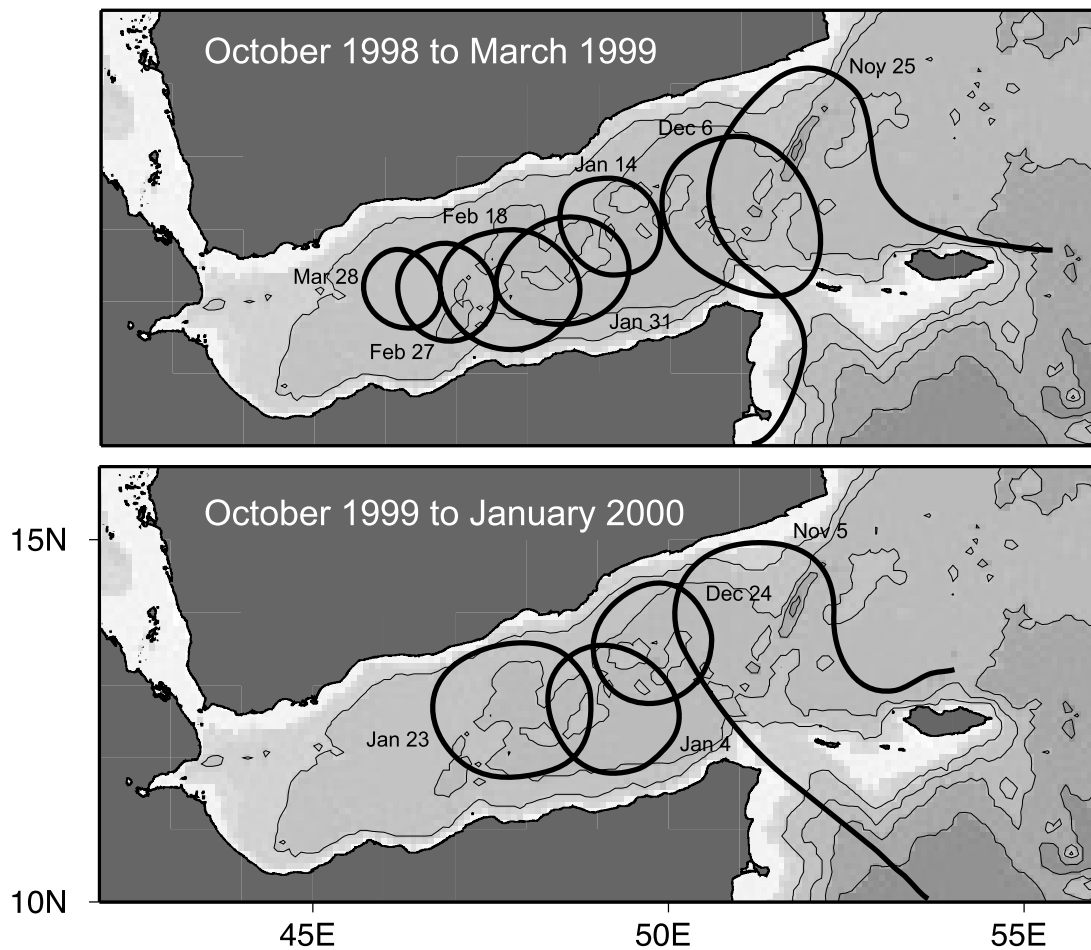 October 1998 to March 1999
Nov 25
Dec 6
Jan 14
Feb 18
Mar 28
Jan 31
Feb 27
October 1999 to January 2000
Nov 5
15N
Dec 24
Jan 23
Jan 4
10N
45E
50E
55E